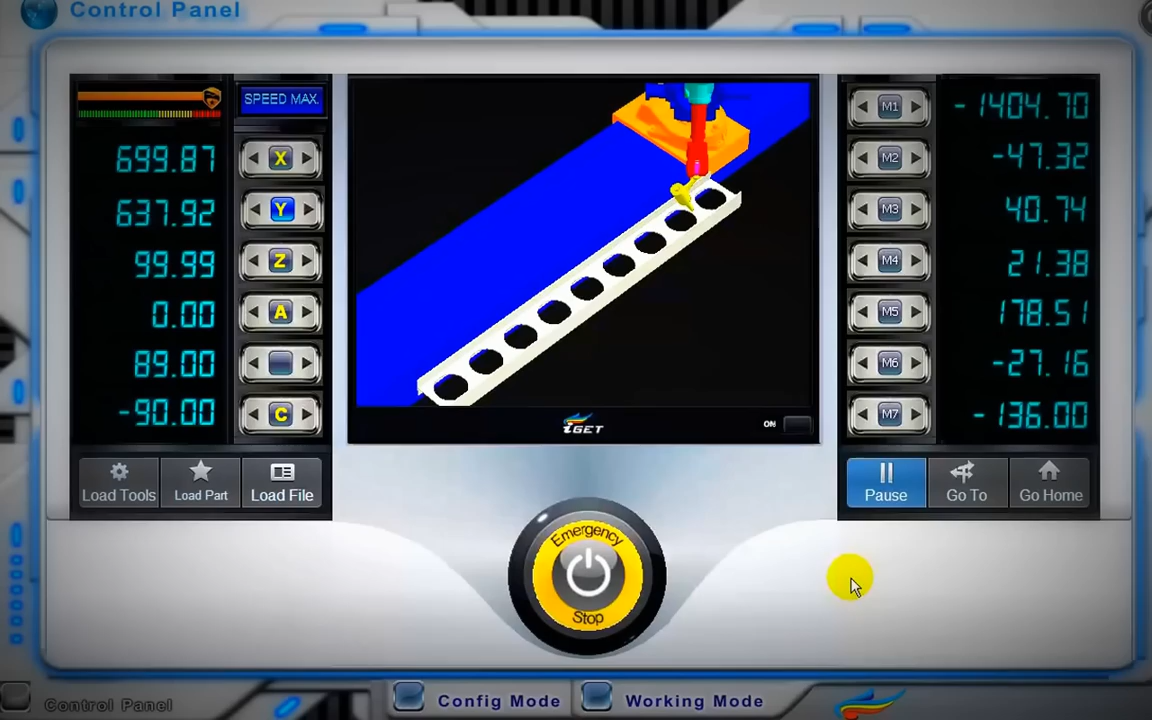 Control Panel
SPEED MAX.
699.87 X
637.92 Y
99.99 Z
0.00 A
89.00
-90.00 C
Load Tools Load Part Load File
iGET
ON
M1 -1404.70
M2 -47.32
M3 40.74
M4 21.38
M5 178.51
M6 -27.16
M7 -136.00
Pause Go To Go Home
Emergency
Stop
Control Panel Config Mode Working Mode